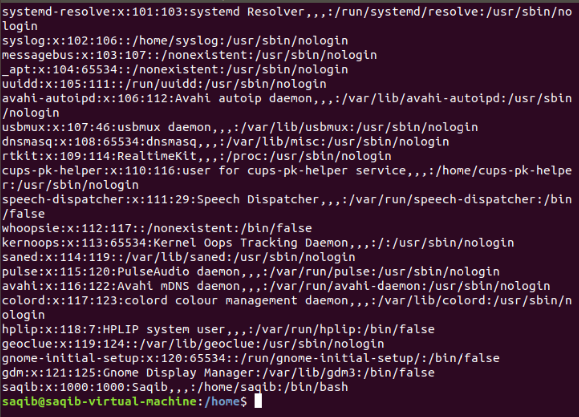 systemd-resolve:x:101:103:systemd Resolver,,,:/run/systemd/resolve:/usr/sbin/no
login
syslog:x:102:106::/home/syslog:/usr/sbin/nologin
messagebus:x:103:107::/nonexistent:/usr/sbin/nologin
_apt:x:104:65534::/nonexistent:/usr/sbin/nologin
uuidd:x:105:111::/run/uuidd:/usr/sbin/nologin
avahi-autoipd:x:106:112:Avahi autoip daemon,,,:/var/lib/avahi-autoipd:/usr/sbin
/nologin
usbmux:x:107:46:usbmux daemon,,,:/var/lib/usbmux:/usr/sbin/nologin
dnsmasq:x:108:65534:dnsmasq,,,:/var/lib/misc:/usr/sbin/nologin
rtkit:x:109:114:RealtimeKit,,,:/proc:/usr/sbin/nologin
cups-pk-helper:x:110:116:user for cups-pk-helper service,,,:/home/cups-pk-helpe
r:/usr/sbin/nologin
speech-dispatcher:x:111:29:Speech Dispatcher,,,:/var/run/speech-dispatcher:/bin
/false
whoopsie:x:112:117::/nonexistent:/bin/false
kernoops:x:113:65534:Kernel Oops Tracking Daemon,,,:/:/usr/sbin/nologin
saned:x:114:119::/var/lib/saned:/usr/sbin/nologin
pulse:x:115:120:PulseAudio daemon,,,:/var/run/pulse:/usr/sbin/nologin
avahi:x:116:122:Avahi mDNS daemon,,,:/var/run/avahi-daemon:/usr/sbin/nologin
colord:x:117:123:colord colour management daemon,,,:/var/lib/colord:/usr/sbin/n
ologin
hplip:x:118:7:HPLIP system user,,,:/var/run/hplip:/bin/false
geoclue:x:119:124::/var/lib/geoclue:/usr/sbin/nologin
gnome-initial-setup:x:120:65534::/run/gnome-initial-setup/:/bin/false
gdm:x:121:125:Gnome Display Manager:/var/lib/gdm3:/bin/false
saqib:x:1000:1000:Saqib,,,:/home/saqib:/bin/bash
saqib@saqib-virtual-machine:/home$